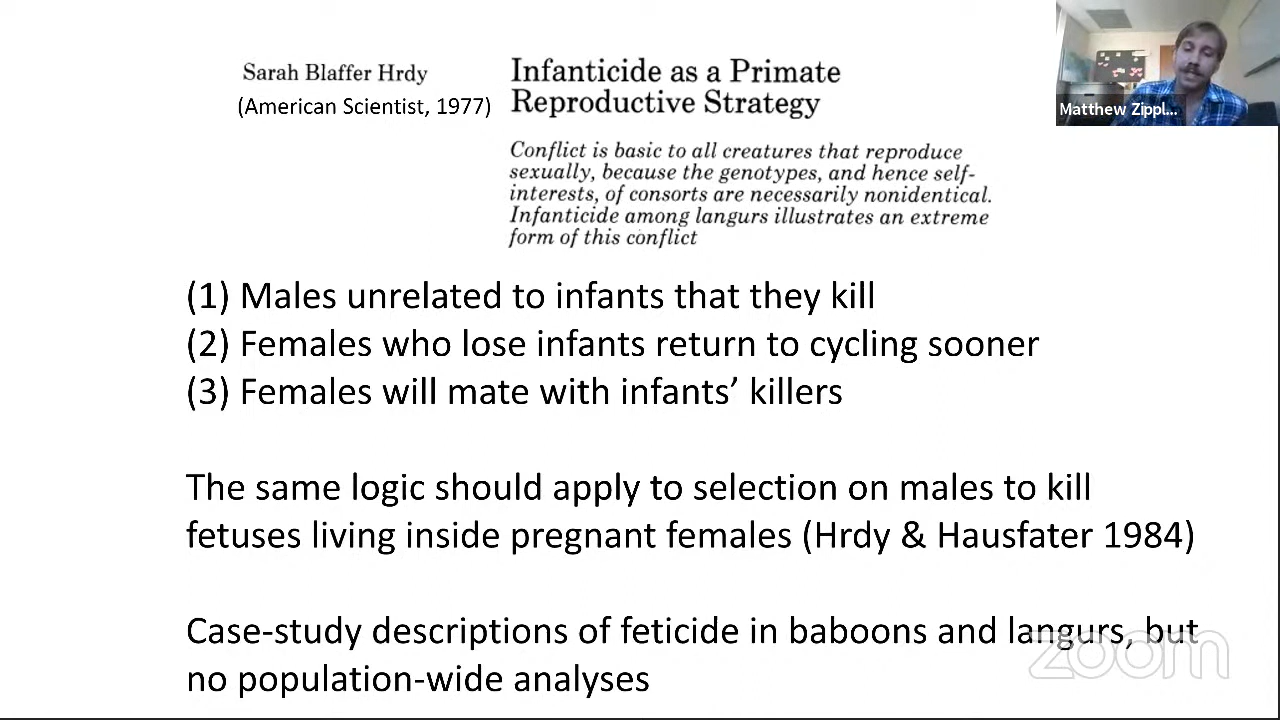 Sarah Blaffer Hrdy
(American Scientist, 1977)
Infanticide as a Primate
Reproductive Strategy
Conflict is basic to all creatures that reproduce
sexually, because the genotypes, and hence self-
interests, of consorts are necessarily nonidentical.
Infanticide among langurs illustrates an extreme
form of this conflict
Matthew Zippl...
(1) Males unrelated to infants that they kill
(2) Females who lose infants return to cycling sooner
(3) Females will mate with infants’ killers
The same logic should apply to selection on males to kill
fetuses living inside pregnant females (Hrdy & Hausfater 1984)
Case-study descriptions of feticide in baboons and langurs, but
no population-wide analyses
zoom